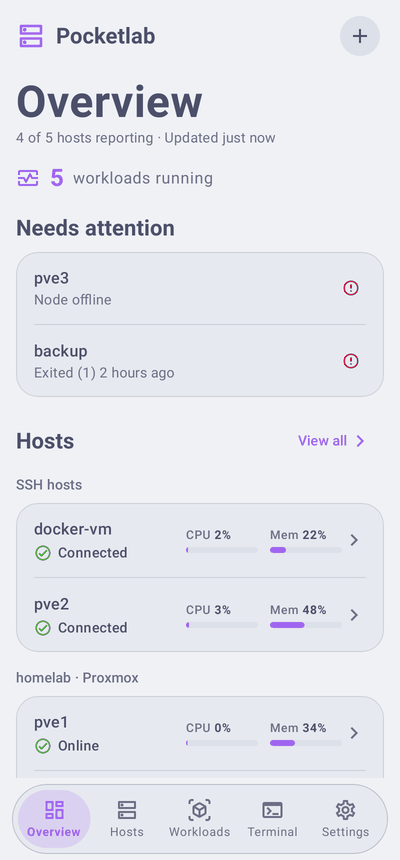 Pocketlab
Overview
4 of 5 hosts reporting · Updated just now
5 workloads running
Needs attention
pve3
Node offline
backup
Exited (1) 2 hours ago
Hosts
View all
SSH hosts
docker-vm
Connected
CPU 2%
Mem 22%
pve2
Connected
CPU 3%
Mem 48%
homelab · Proxmox
pve1
Online
CPU 0%
Mem 34%
Overview
Hosts
Workloads
Terminal
Settings